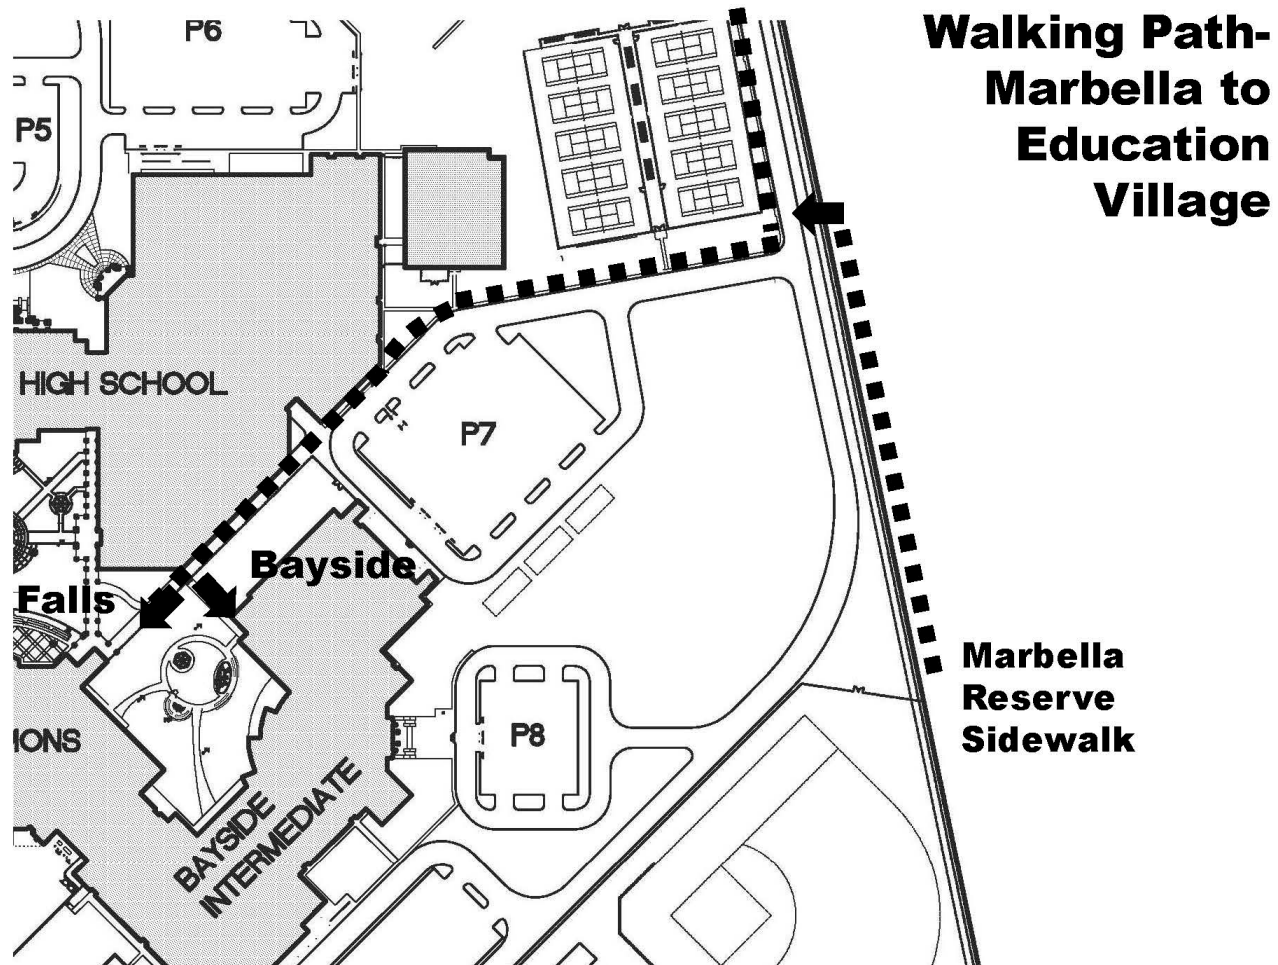 Walking Path-
Marbella to
Education
Village
P6
P5
HIGH SCHOOL
P7
Bayside
Falls
Marbella
Reserve
Sidewalk
P8
BAYSIDE
INTERMEDIATE